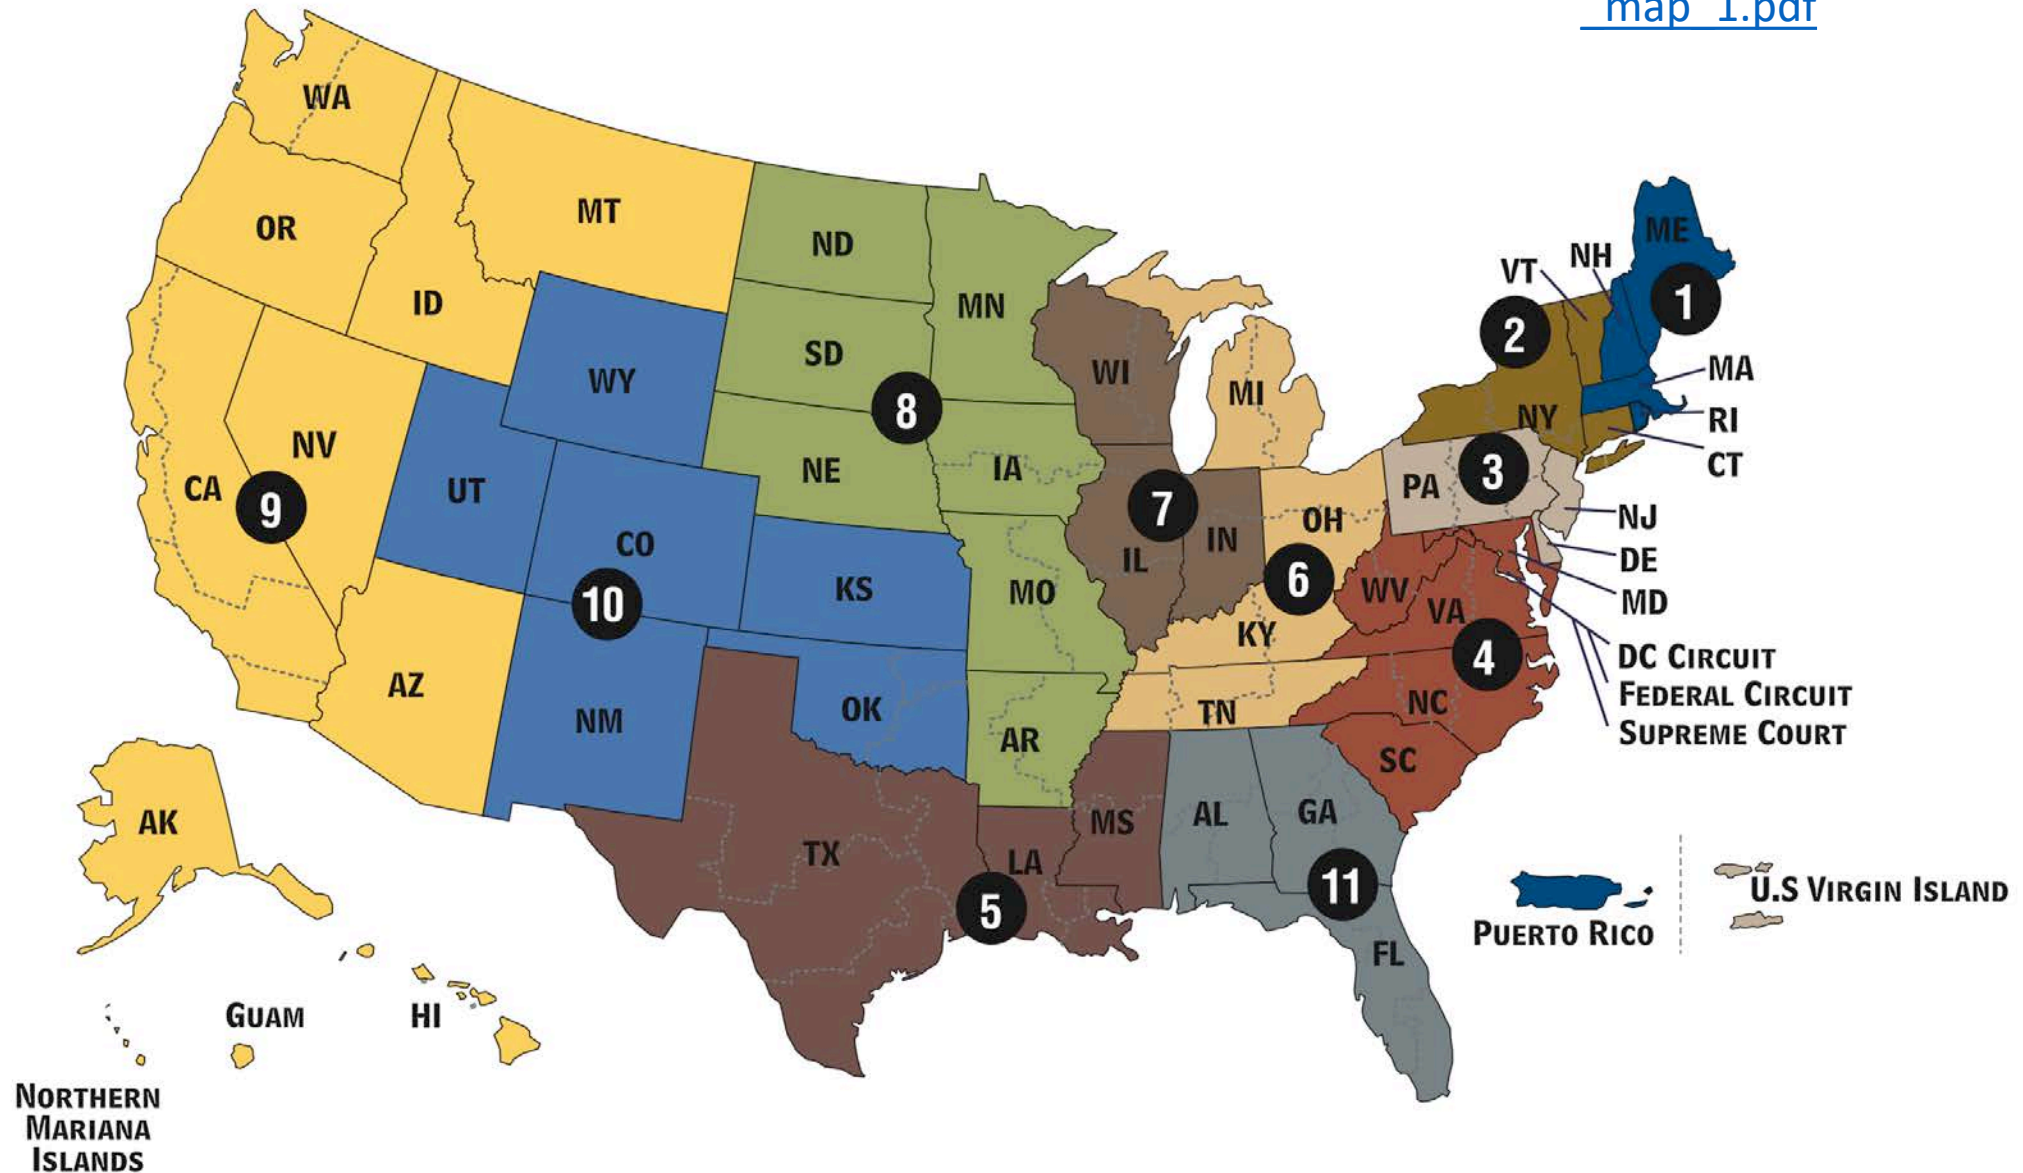 _map_1.pdf
WA
OR
MT
ID
ND
MN
SD
WY
NE
IA
WI
MI
VT
NH
ME
1
2
MA
NY
RI
CT
8
NV
CA
9
UT
CO
10
KS
MO
7
IL
IN
OH
6
KY
PA
3
NJ
DE
MD
WV
VA
4
DC CIRCUIT
FEDERAL CIRCUIT
SUPREME COURT
AZ
NM
OK
AR
TN
NC
SC
AK
TX
LA
MS
AL
GA
5
11
FL
PUERTO RICO
U.S VIRGIN ISLAND
GUAM
HI
NORTHERN
MARIANA
ISLANDS